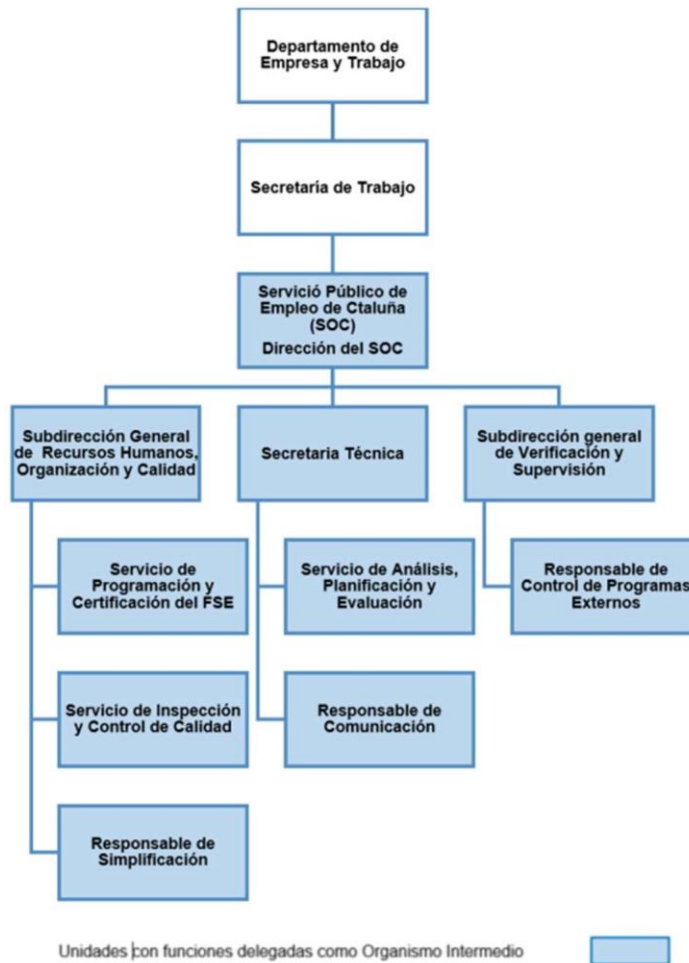 Departamento de
Empresa y Trabajo
Secretaría de Trabajo
Servició Público de
Empleo de Ctaluña
(SOC)
Dirección del SOC
Subdirección General
de Recursos Humanos,
Organización y Calidad
Secretaria Técnica
Subdirección general
de Verificación y
Supervisión
Servicio de
Programación y
Certificación del FSE
Servicio de Análisis,
Planificación y
Evaluación
Responsable de
Control de Programas
Externos
Servicio de Inspección
y Control de Calidad
Responsable de
Comunicación
Responsable de
Simplificación
Unidades con funciones delegadas como Organismo Intermedio